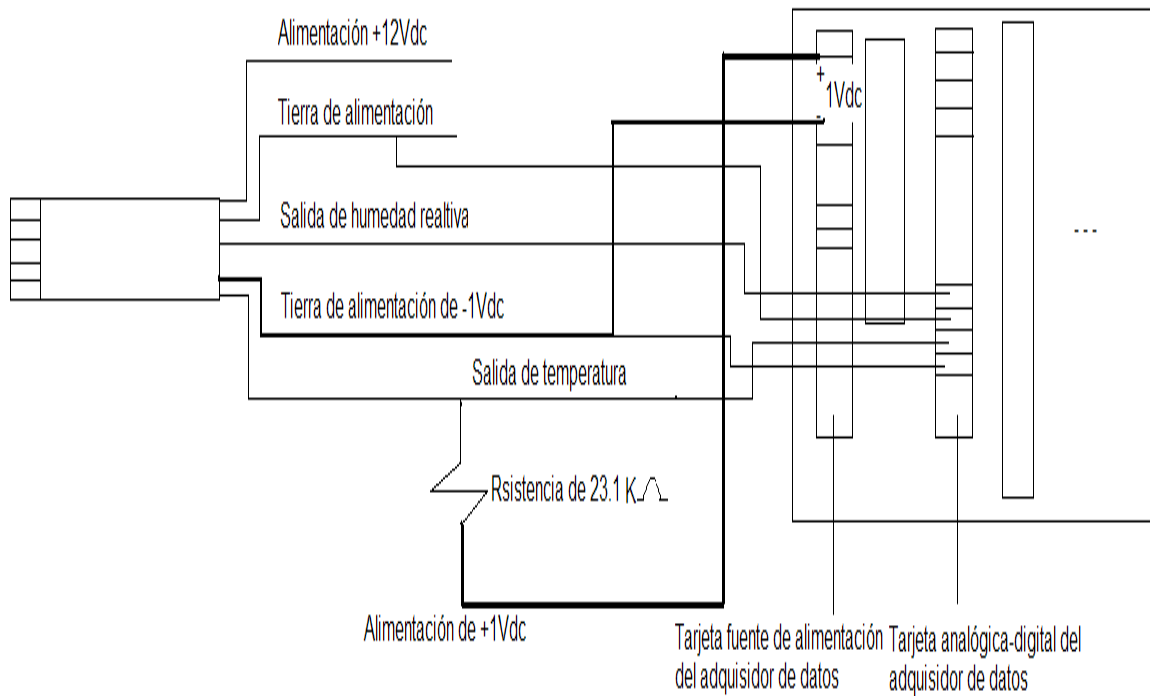 Alimentación +12Vdc
Tierra de alimentación
+
1Vdc
-
Salida de humedad realtiva
---
Tierra de alimentación de -1Vdc
Salida de temperatura
Rsistencia de 23.1 K
Alimentación de +1Vdc
Tarjeta fuente de alimentación
del adquisidor de datos
Tarjeta analógica-digital del
adquisidor de datos